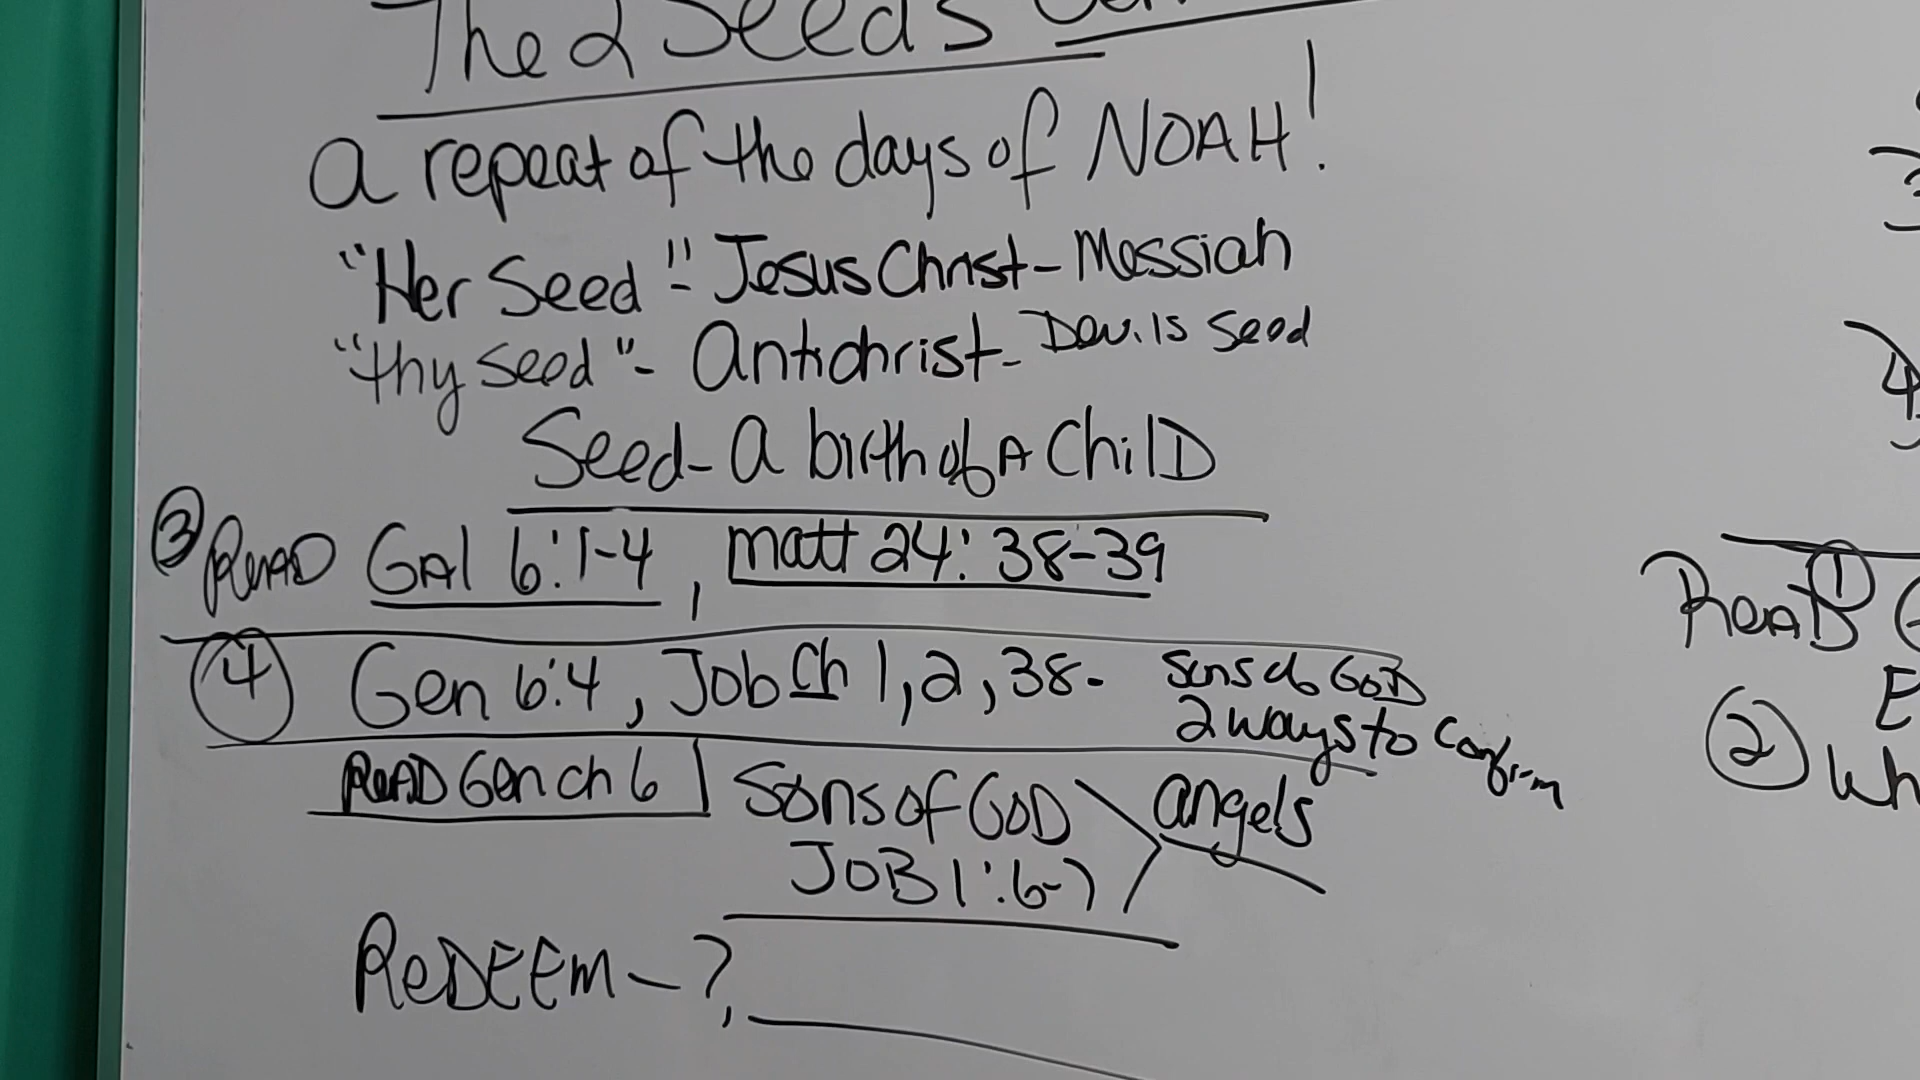 The 2 Seeds
a repeat of the days of NOAH!
"Her Seed" - Jesus Christ - Messiah
"thy seed" - Antichrist - Devils Seed
Seed - A birth of A ChilD
③ ReAD GAl 6:1-4, matt 24:38-39
④ Gen 6:4, Job Ch 1, 2, 38 - Sons of GOD
2 ways to confirm
ReAD Gen ch 6 | Sons of GOD angels
JOB 1:6-7
ReDEEm - ?
ReaD ①
②